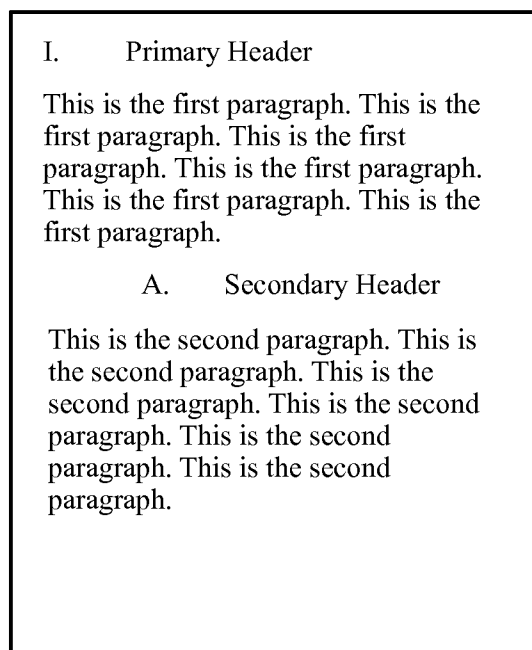 I. Primary Header
This is the first paragraph. This is the
first paragraph. This is the first
paragraph. This is the first paragraph.
This is the first paragraph. This is the
first paragraph.
A. Secondary Header
This is the second paragraph. This is
the second paragraph. This is the
second paragraph. This is the second
paragraph. This is the second
paragraph. This is the second
paragraph.